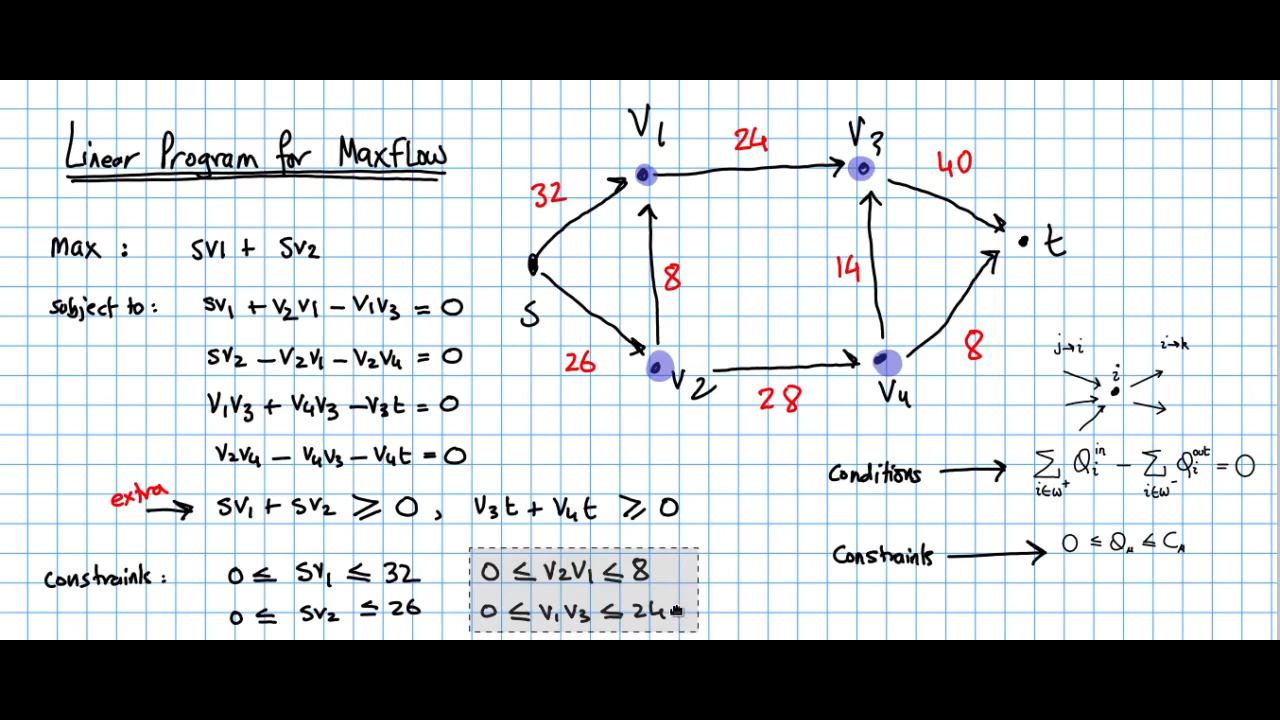 Linear Program for Maxflow
Max : sv1 + sv2
subject to: sv1 + v2v1 - v1v3 = 0
sv2 - v2v1 - v2v4 = 0
v1v3 + v4v3 - v3t = 0
v2v4 - v4v3 - v4t = 0
extra → sv1 + sv2 ≥ 0 , v3t + v4t ≥ 0
constraints : 0 ≤ sv1 ≤ 32
0 ≤ sv2 ≤ 26
0 ≤ v2v1 ≤ 8
0 ≤ v1v3 ≤ 24
V1
24
V3
32
40
t
8
14
S
26
V2
28
V4
8
j→i
i→k
i
Conditions → ∑i∈w⁺ Qi^in - ∑i∈w⁻ Qi^out = 0
Constraints → 0 ≤ Q ≤ C